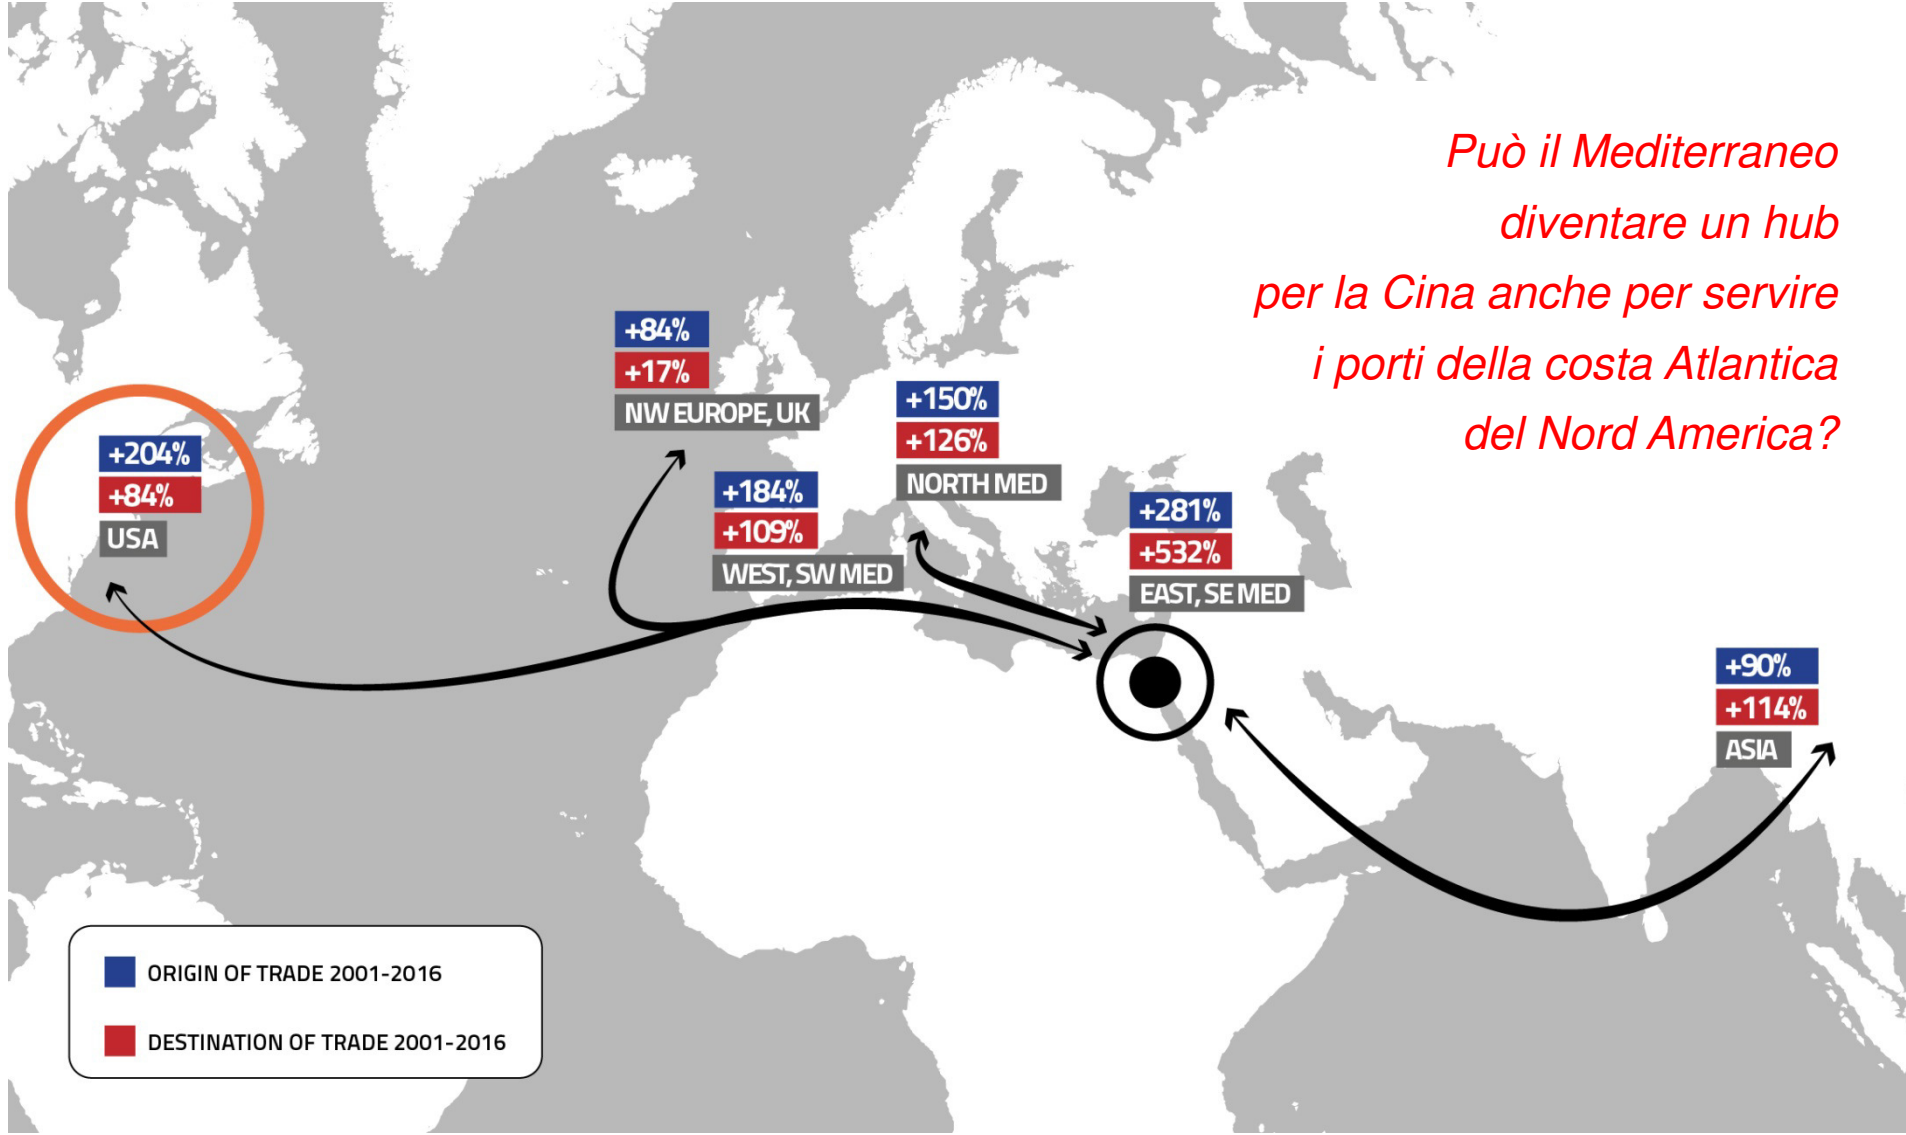 Può il Mediterraneo
diventare un hub
per la Cina anche per servire
i porti della costa Atlantica
del Nord America?
+84%
+17%
NW EUROPE, UK
+150%
+126%
NORTH MED
+204%
+84%
USA
+184%
+109%
WEST, SW MED
+281%
+532%
EAST, SE MED
+90%
+114%
ASIA
ORIGIN OF TRADE 2001-2016
DESTINATION OF TRADE 2001-2016